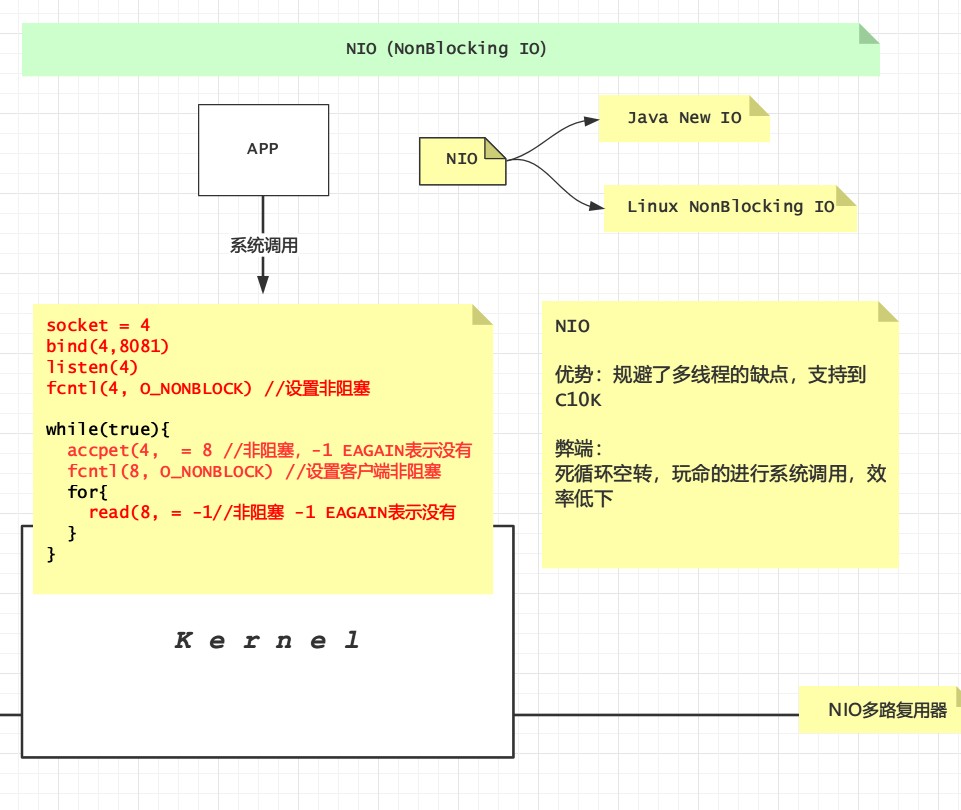 NIO (NonBlocking IO)
APP
系统调用
NIO
Java New IO
Linux NonBlocking IO
socket = 4
bind(4,8081)
listen(4)
fcntl(4, O_NONBLOCK) //设置非阻塞
while(true){
accpet(4,  = 8 //非阻塞, -1 EAGAIN表示没有
fcntl(8, O_NONBLOCK) //设置客户端非阻塞
for{
read(8, = -1//非阻塞 -1 EAGAIN表示没有
}
}
NIO
优势：规避了多线程的缺点，支持到
C10K
弊端：
死循环空转，玩命的进行系统调用，效
率低下
Kernel
NIO多路复用器